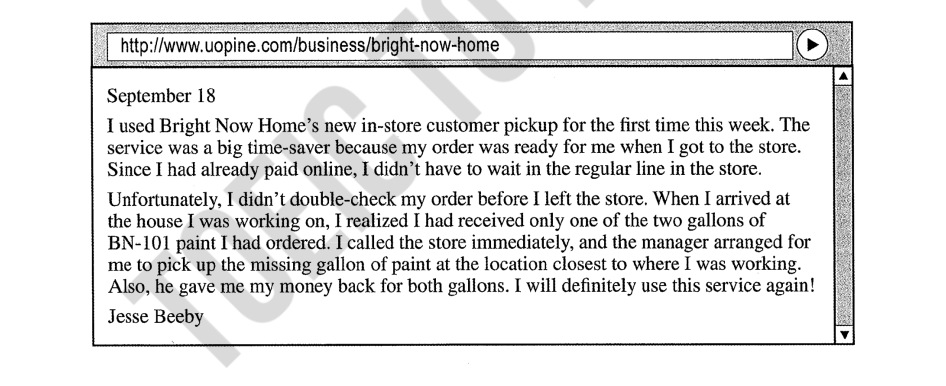 http://www.uopine.com/business/bright-now-home
September 18
I used Bright Now Home's new in-store customer pickup for the first time this week. The
service was a big time-saver because my order was ready for me when I got to the store.
Since I had already paid online, I didn't have to wait in the regular line in the store.
Unfortunately, I didn't double-check my order before I left the store. When I arrived at
the house I was working on, I realized I had received only one of the two gallons of
BN-101 paint I had ordered. I called the store immediately, and the manager arranged for
me to pick up the missing gallon of paint at the location closest to where I was working.
Also, he gave me my money back for both gallons. I will definitely use this service again!
Jesse Beeby
TOEIC TO